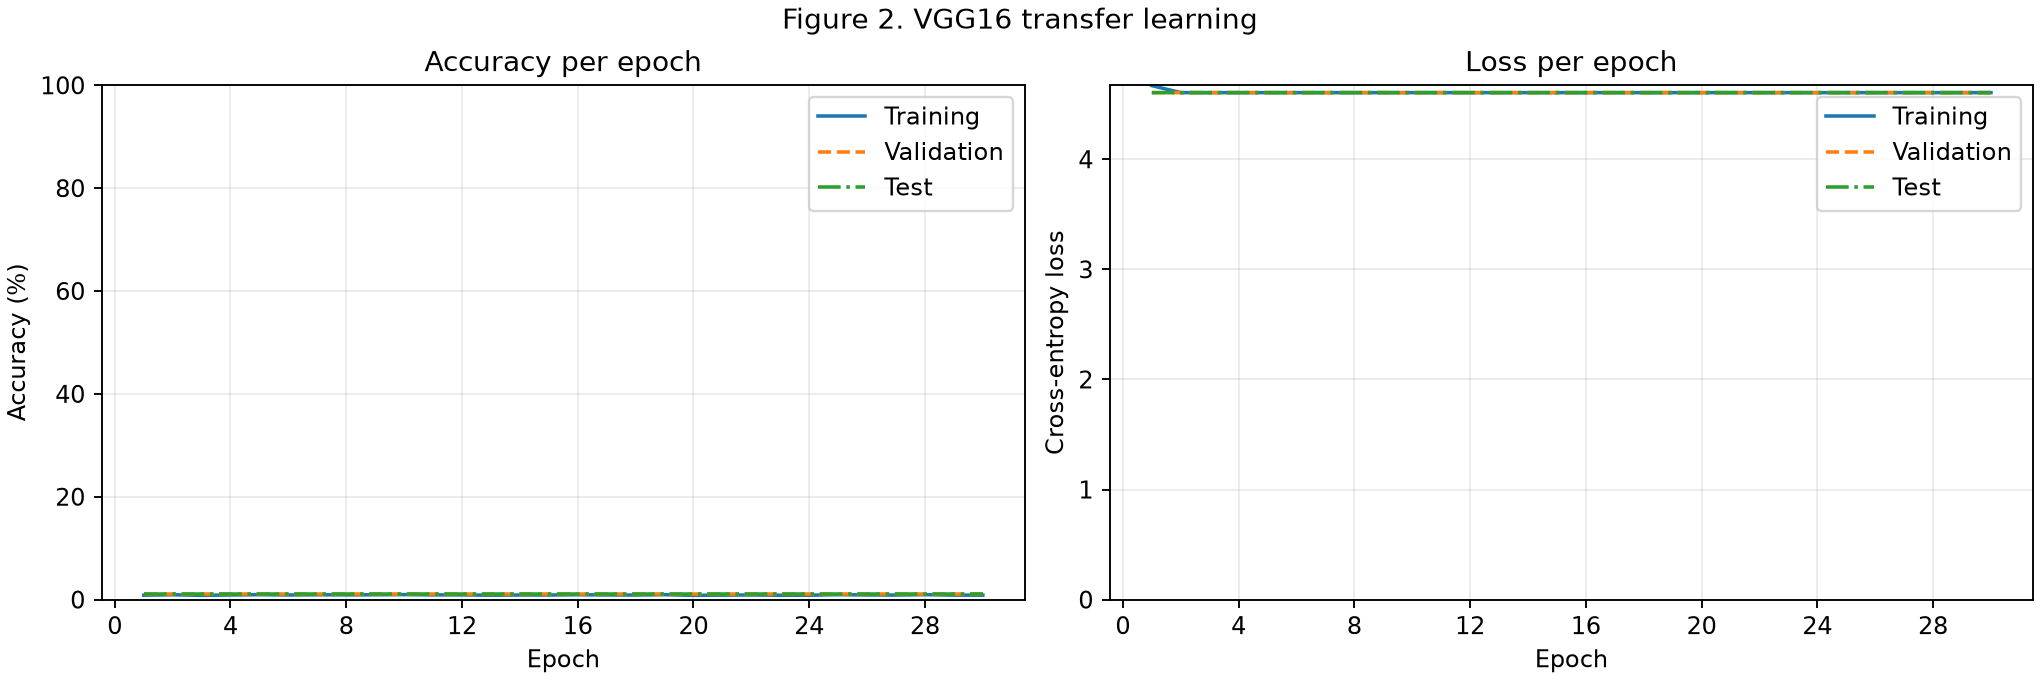 Figure 2. VGG16 transfer learning
Accuracy per epoch
Accuracy (%)
100
80
60
40
20
0
0 4 8 12 16 20 24 28
Epoch
Training
Validation
Test
Loss per epoch
Cross-entropy loss
4
3
2
1
0
0 4 8 12 16 20 24 28
Epoch
Training
Validation
Test